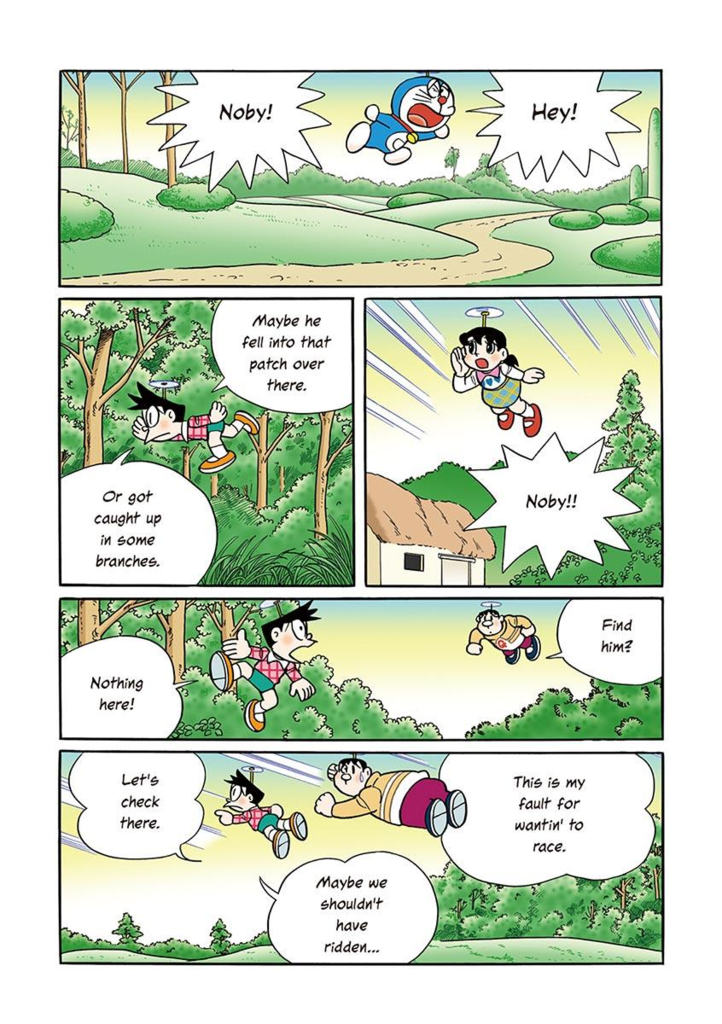 Noby!
Hey!
Maybe he
fell into that
patch over
there.
Or got
caught up
in some
branches.
Noby!!
Nothing
here!
Find
him?
Let's
check
there.
This is my
fault for
wantin' to
race.
Maybe we
shouldn't
have
ridden...